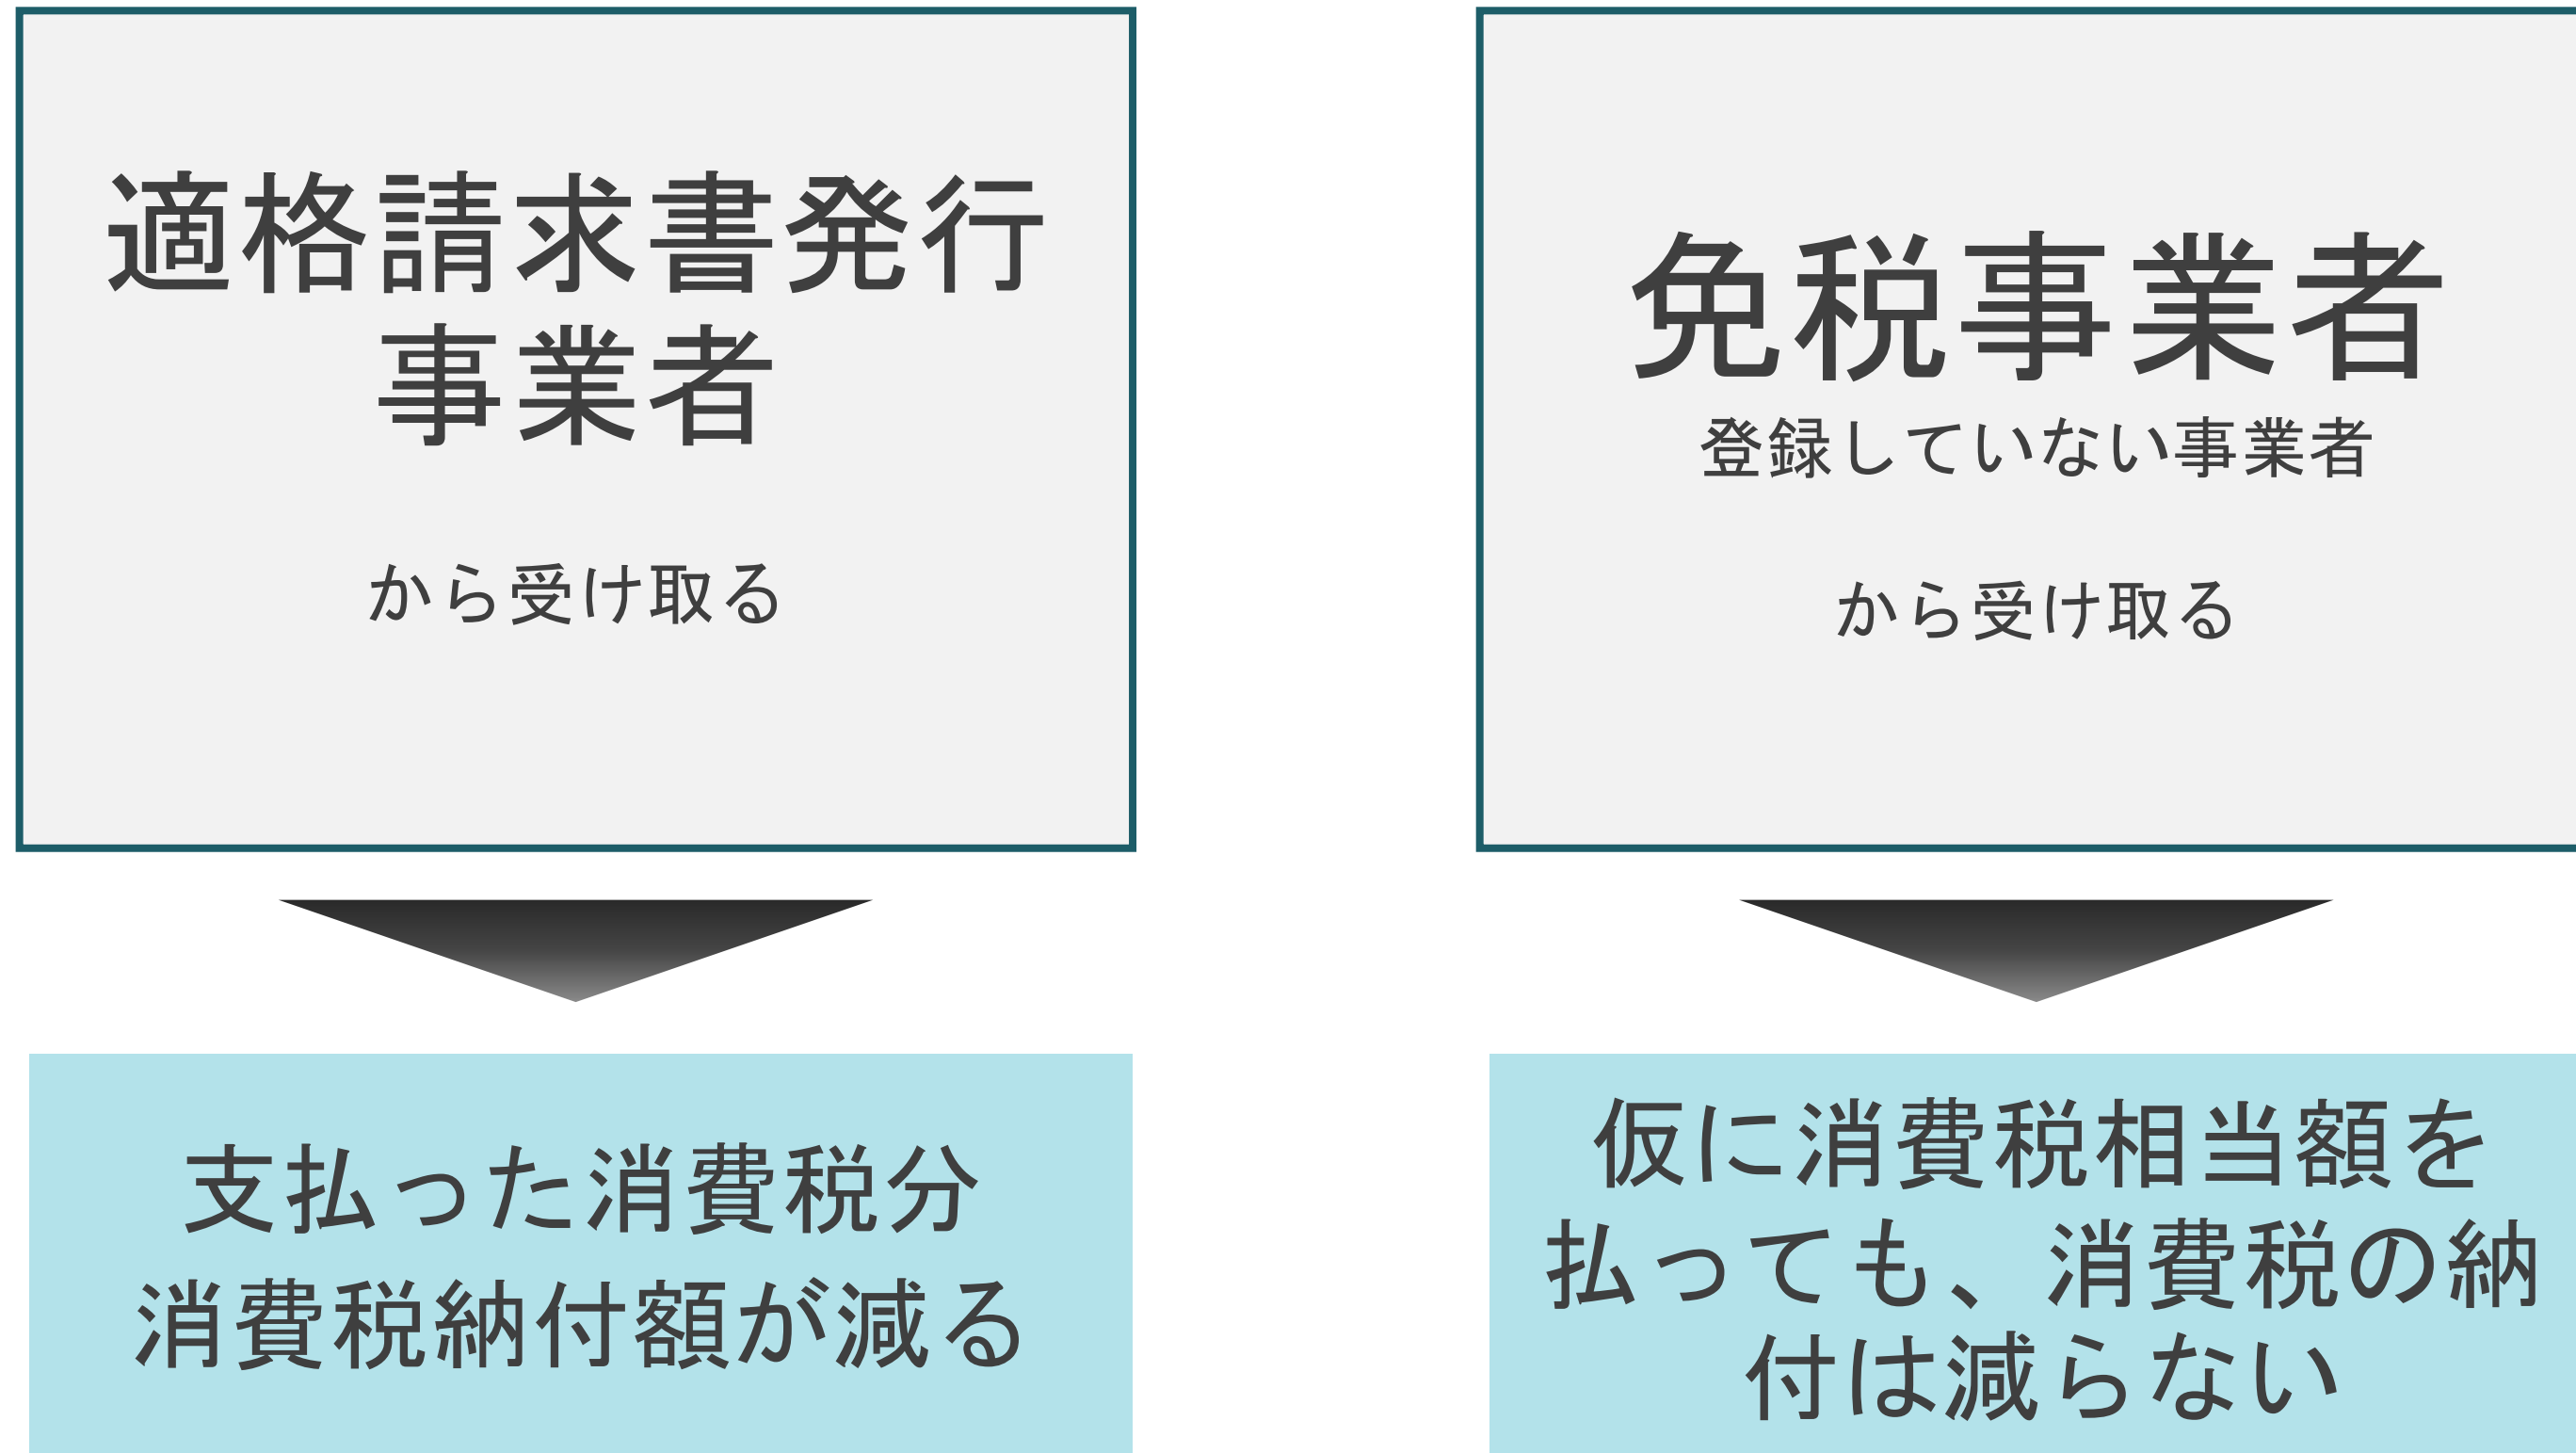 適格請求書発行
事業者
から受け取る
支払った消費税分
消費税納付額が減る
免税事業者
登録していない事業者
から受け取る
仮に消費税相当額を
払っても、消費税の納
付は減らない